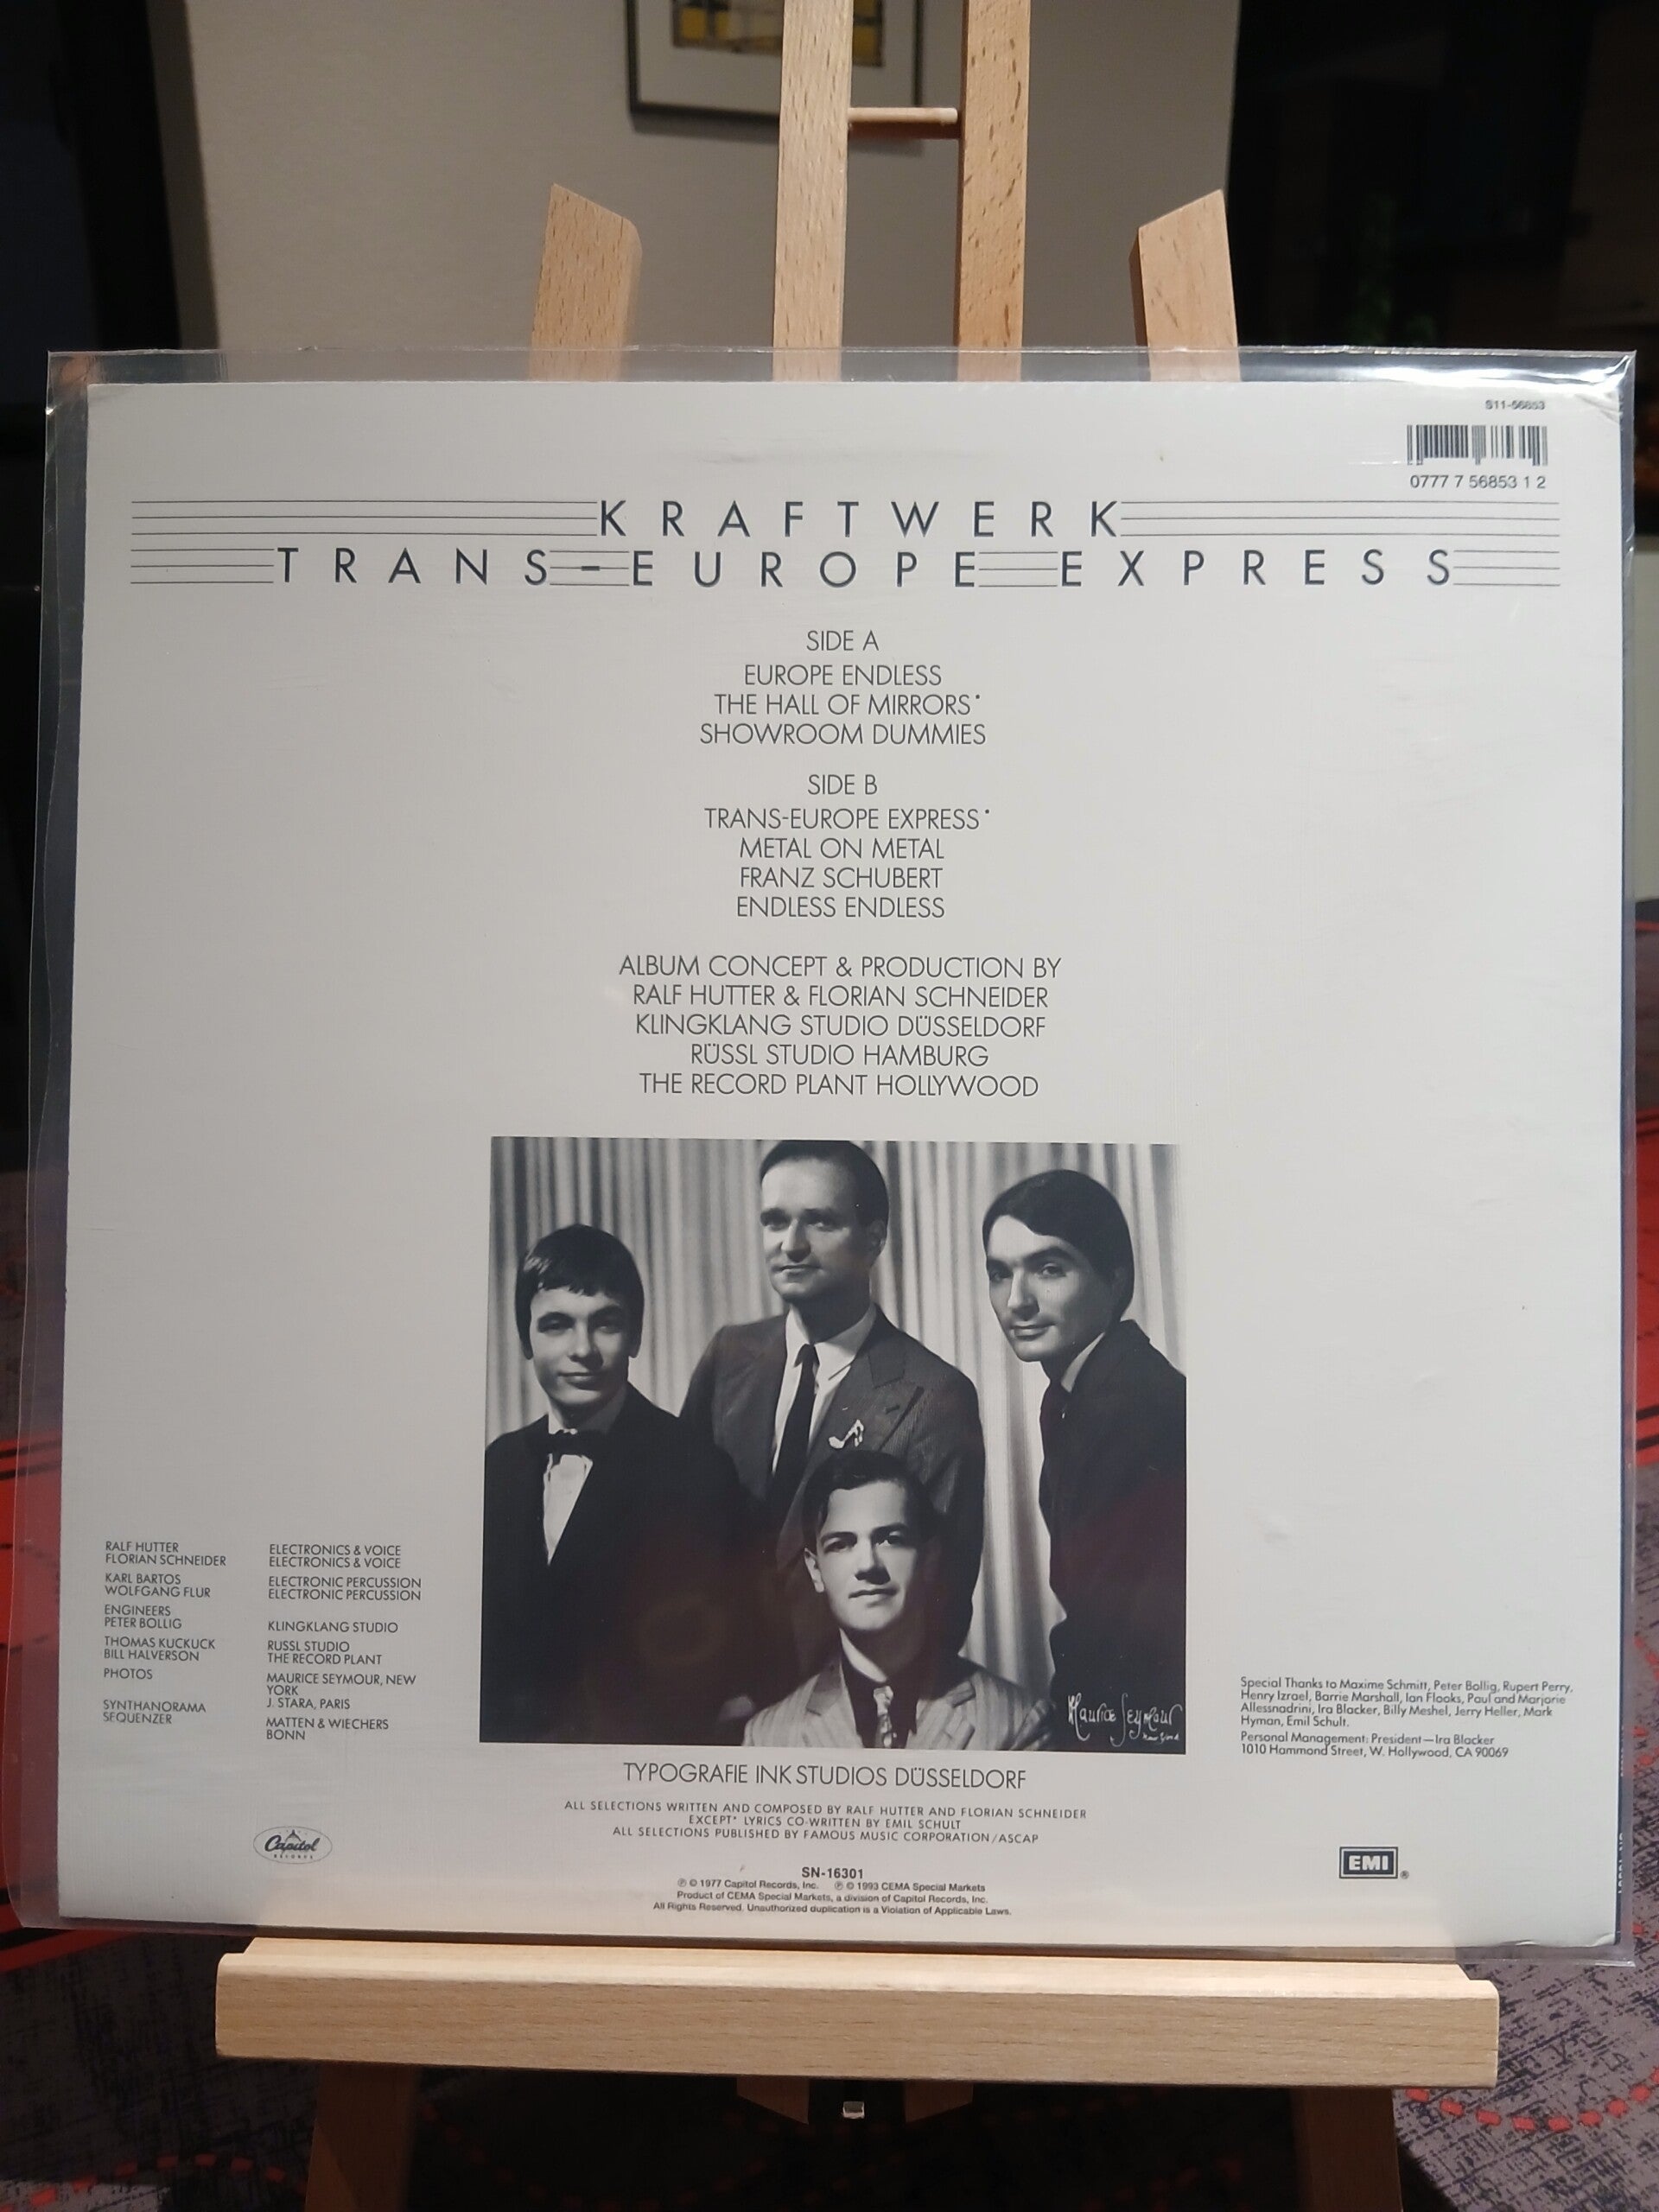 S11-56853
0777 7 56853 1 2
KRAFTWERK
TRANS-EUROPE EXPRESS
SIDE A
EUROPE ENDLESS
THE HALL OF MIRRORS*
SHOWROOM DUMMIES
SIDE B
TRANS-EUROPE EXPRESS*
METAL ON METAL
FRANZ SCHUBERT
ENDLESS ENDLESS
ALBUM CONCEPT & PRODUCTION BY
RALF HUTTER & FLORIAN SCHNEIDER
KLINGKLANG STUDIO DÜSSELDORF
RÜSSL STUDIO HAMBURG
THE RECORD PLANT HOLLYWOOD
RALF HUTTER ELECTRONICS & VOICE
FLORIAN SCHNEIDER ELECTRONICS & VOICE
KARL BARTOS ELECTRONIC PERCUSSION
WOLFGANG FLUR ELECTRONIC PERCUSSION
ENGINEERS
PETER BOLLIG KLINGKLANG STUDIO
THOMAS KUCKUCK RUSSL STUDIO
BILL HALVERSON THE RECORD PLANT
PHOTOS MAURICE SEYMOUR, NEW
YORK
J. STARA, PARIS
SYNTHANORAMA MATTEN & WIECHERS
SEQUENZER BONN
Maurice Seymour
New York
Special Thanks to Maxime Schmitt, Peter Bollig, Rupert Perry,
Henry Izrael, Barrie Marshall, Ian Flooks, Paul and Marjorie
Allessnadrini, Ira Blacker, Billy Meshel, Jerry Heller, Mark
Hyman, Emil Schult.
Personal Management: President—Ira Blacker
1010 Hammond Street, W. Hollywood, CA 90069
TYPOGRAFIE INK STUDIOS DÜSSELDORF
ALL SELECTIONS WRITTEN AND COMPOSED BY RALF HUTTER AND FLORIAN SCHNEIDER
EXCEPT* LYRICS CO-WRITTEN BY EMIL SCHULT
ALL SELECTIONS PUBLISHED BY FAMOUS MUSIC CORPORATION/ASCAP
Capitol
RECORDS
EMI®
SN-16301
℗ © 1977 Capitol Records, Inc. ℗ © 1993 CEMA Special Markets
Product of CEMA Special Markets, a division of Capitol Records, Inc.
All Rights Reserved. Unauthorized duplication is a Violation of Applicable Laws.